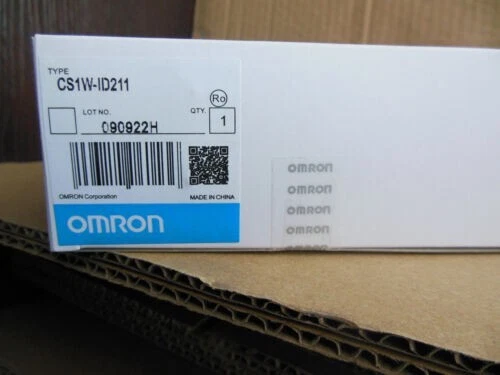 TYPE
CS1W-ID211
Ro
LOT NO.
QTY.
090922H
1
OMRON Corporation
MADE IN CHINA
OMRON
OMRON
OMRON
OMRON
OMRON
OMRON